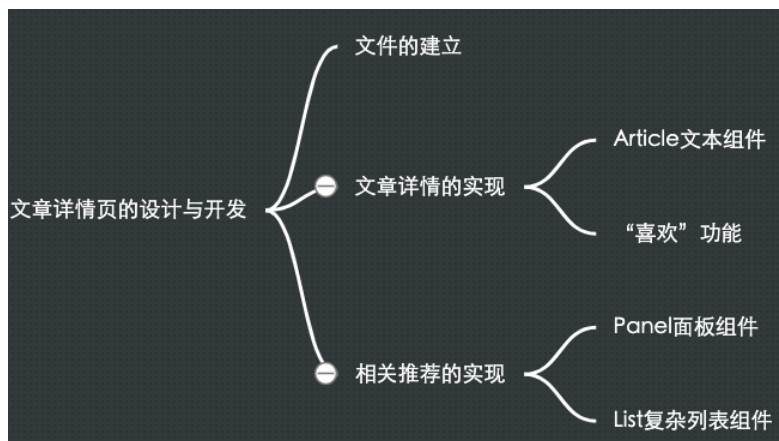 文章详情页的设计与开发
文件的建立
文章详情的实现
Article文本组件
“喜欢”功能
相关推荐的实现
Panel面板组件
List复杂列表组件